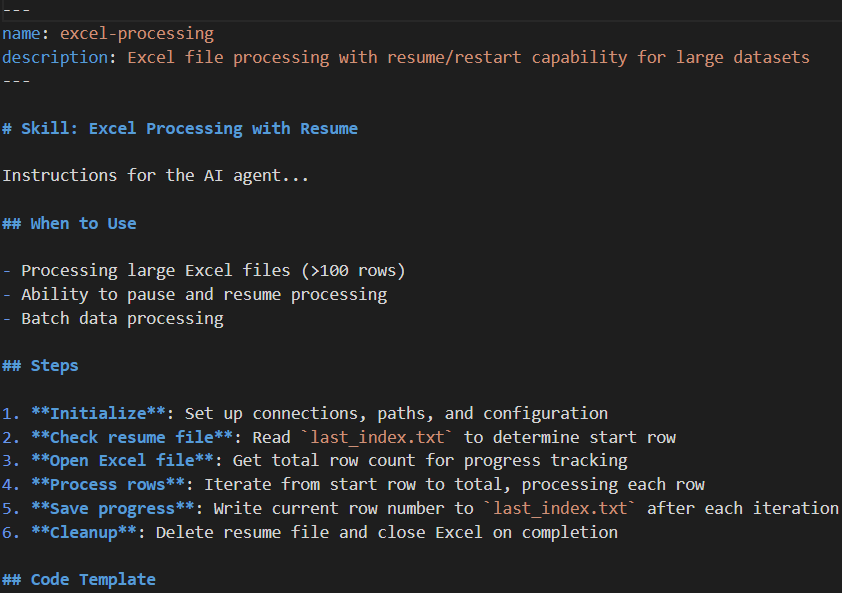 ---
name: excel-processing
description: Excel file processing with resume/restart capability for large datasets
---
# Skill: Excel Processing with Resume
Instructions for the AI agent...
## When to Use
- Processing large Excel files (>100 rows)
- Ability to pause and resume processing
- Batch data processing
## Steps
1. **Initialize**: Set up connections, paths, and configuration
2. **Check resume file**: Read `last_index.txt` to determine start row
3. **Open Excel file**: Get total row count for progress tracking
4. **Process rows**: Iterate from start row to total, processing each row
5. **Save progress**: Write current row number to `last_index.txt` after each iteration
6. **Cleanup**: Delete resume file and close Excel on completion
## Code Template